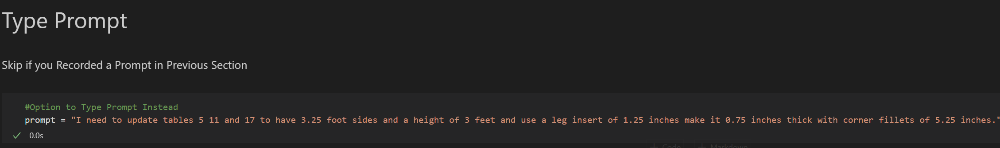 Type Prompt
Skip if you Recorded a Prompt in Previous Section
#Option to Type Prompt Instead
prompt = "I need to update tables 5 11 and 17 to have 3.25 foot sides and a height of 3 feet and use a leg insert of 1.25 inches make it 0.75 inches thick with corner fillets of 5.25 inches."
✓ 0.0s
+ Code + Markdown